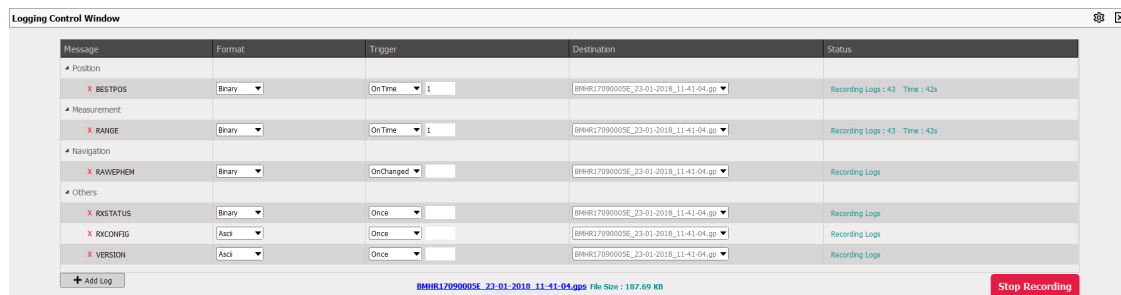 Logging Control Window
Message Format Trigger Destination Status
Position
X BESTPOS Binary OnTime 1 BMHR17090005E_23-01-2018_11-41-04.gp Recording Logs : 43 Time : 42s
Measurement
X RANGE Binary OnTime 1 BMHR17090005E_23-01-2018_11-41-04.gp Recording Logs : 43 Time : 42s
Navigation
X RAWEPHEM Binary OnChanged BMHR17090005E_23-01-2018_11-41-04.gp Recording Logs
Others
X RXSTATUS Binary Once BMHR17090005E_23-01-2018_11-41-04.gp Recording Logs
X RXCONFIG Ascii Once BMHR17090005E_23-01-2018_11-41-04.gp Recording Logs
X VERSION Ascii Once BMHR17090005E_23-01-2018_11-41-04.gp Recording Logs
+ Add Log BMHR17090005E_23-01-2018_11-41-04.gps File Size : 187.69 KB Stop Recording